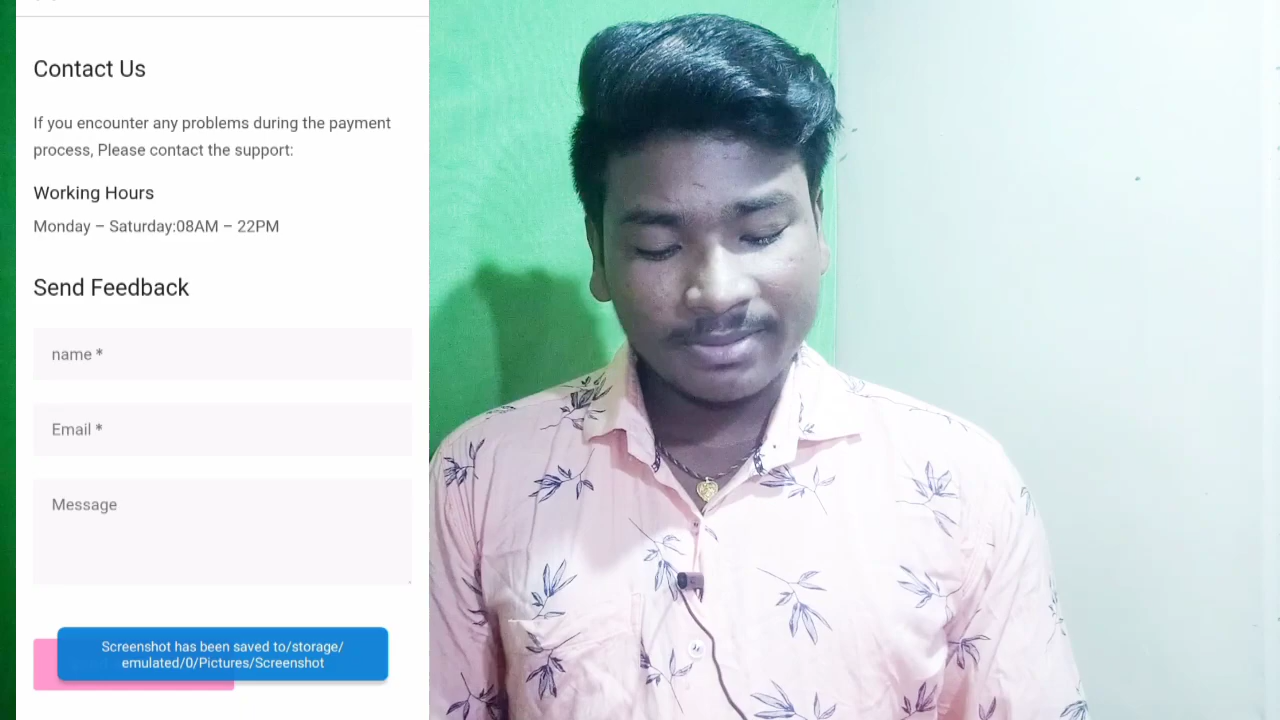 Contact Us
If you encounter any problems during the payment
process, Please contact the support:
Working Hours
Monday – Saturday:08AM – 22PM
Send Feedback
name *
Email *
Message
Screenshot has been saved to/storage/
emulated/0/Pictures/Screenshot